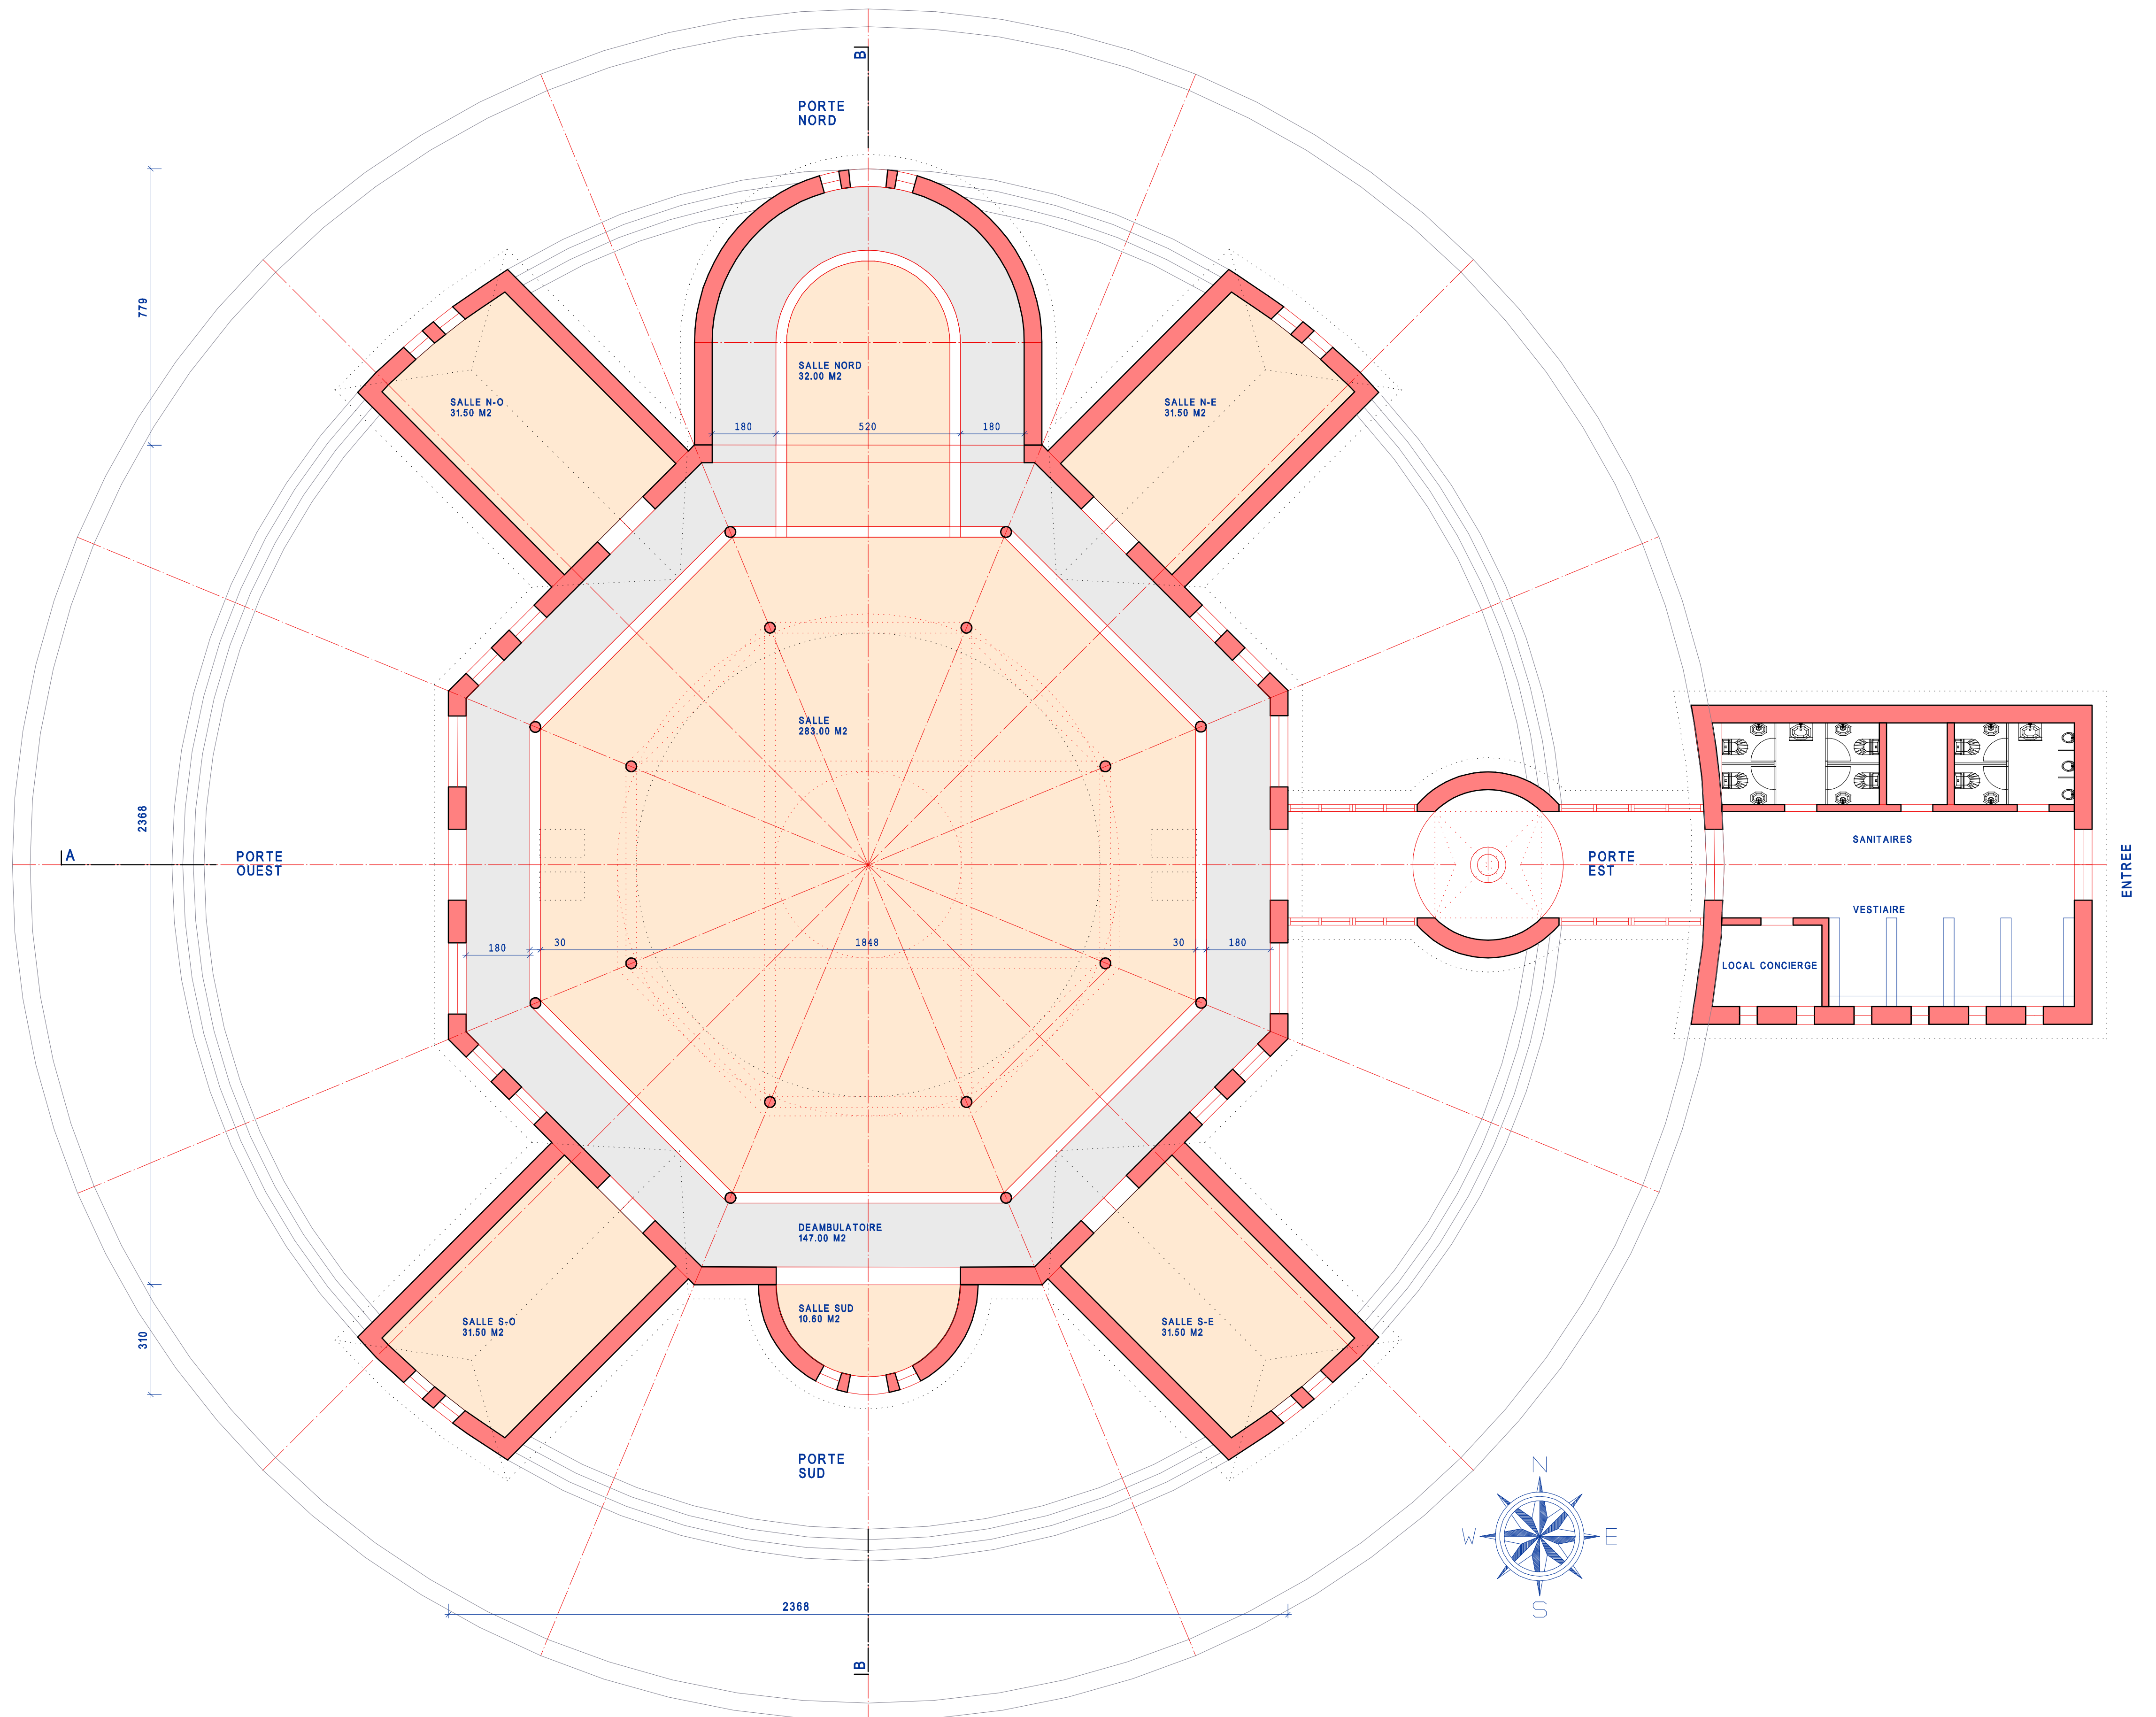 B
PORTE
NORD
779
SALLE N-O
31.50 M2
SALLE NORD
32.00 M2
SALLE N-E
31.50 M2
180
520
180
SALLE
283.00 M2
2368
A
PORTE
OUEST
PORTE
EST
SANITAIRES
ENTREE
VESTIAIRE
LOCAL CONCIERGE
180
30
1848
30
180
DEAMBULATOIRE
147.00 M2
310
SALLE S-O
31.50 M2
SALLE SUD
10.60 M2
SALLE S-E
31.50 M2
PORTE
SUD
N
W
E
S
2368
B